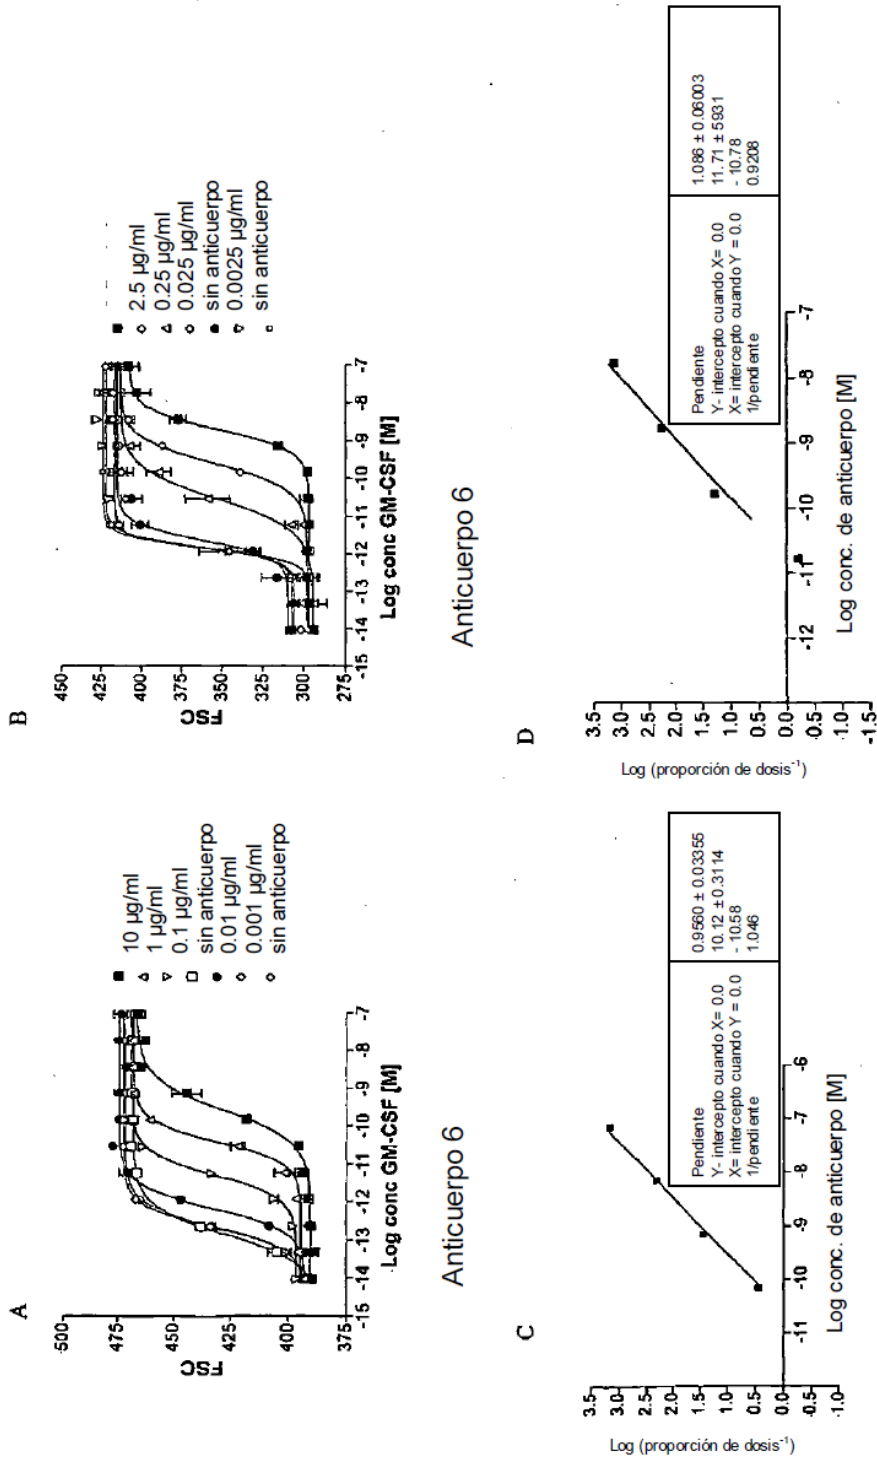 A
500
475
450
425
400
375
FSC
-15
-14
-13
-12
-11
-10
-9
-8
-7
Log conc GM-CSF [M]
10 µg/ml
1 µg/ml
0.1 µg/ml
sin anticuerpo
0.01 µg/ml
0.001 µg/ml
sin anticuerpo
Anticuerpo 6
B
450
425
400
375
350
325
300
275
FSC
-15
-14
-13
-12
-11
-10
-9
-8
-7
Log conc GM-CSF [M]
2.5 µg/ml
0.25 µg/ml
0.025 µg/ml
sin anticuerpo
0.0025 µg/ml
sin anticuerpo
Anticuerpo 6
C
3.5
3.0
2.5
2.0
1.5
1.0
0.5
0.0
-0.5
-1.0
Log (proporción de dosis⁻¹)
-11
-10
-9
-8
-7
-6
Log conc. de anticuerpo [M]
Pendiente 0.9560 ± 0.03355
Y- intercepto cuando X= 0.0 10.12 ± 0.3114
X= intercepto cuando Y = 0.0 - 10.58
1/pendiente 1.046
D
3.5
3.0
2.5
2.0
1.5
1.0
0.5
0.0
-0.5
-1.0
-1.5
Log (proporción de dosis⁻¹)
-12
-11
-10
-9
-8
-7
Log conc. de anticuerpo [M]
Pendiente 1.086 ± 0.06003
Y- intercepto cuando X= 0.0 11.71 ± 5931
X= intercepto cuando Y = 0.0 - 10.78
1/pendiente 0.9208